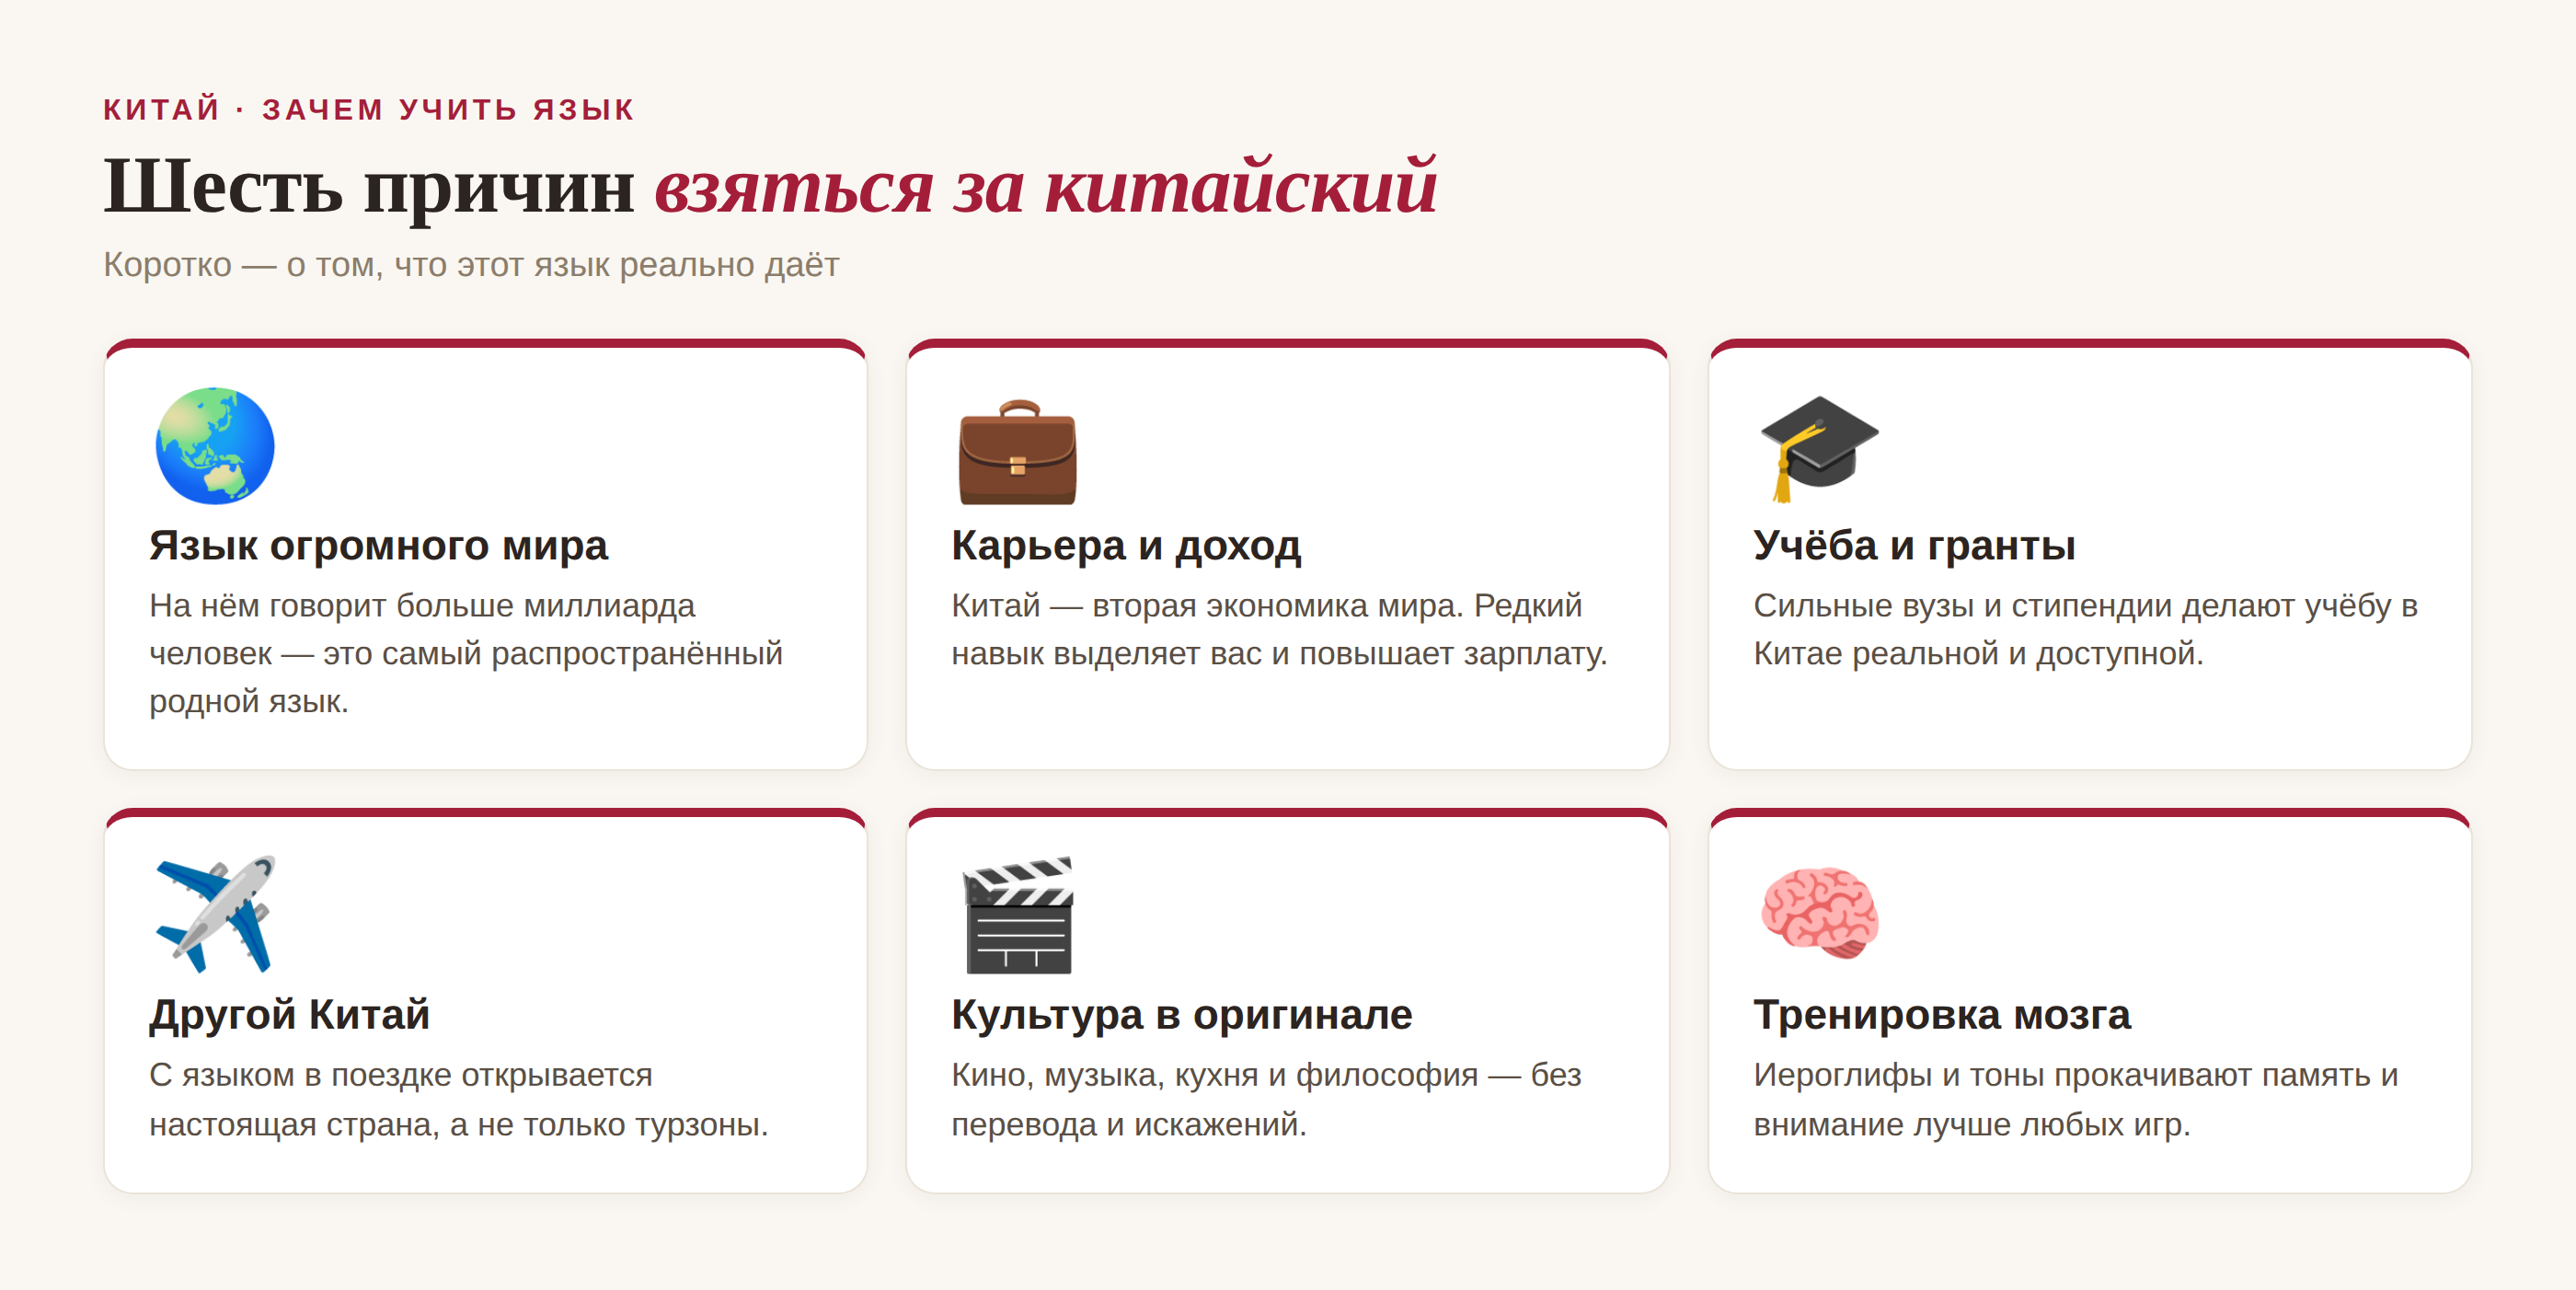 КИТАЙ · ЗАЧЕМ УЧИТЬ ЯЗЫК
Шесть причин взяться за китайский
Коротко — о том, что этот язык реально даёт
Язык огромного мира
На нём говорит больше миллиарда
человек — это самый распространённый
родной язык.
Карьера и доход
Китай — вторая экономика мира. Редкий
навык выделяет вас и повышает зарплату.
Учёба и гранты
Сильные вузы и стипендии делают учёбу в
Китае реальной и доступной.
Другой Китай
С языком в поездке открывается
настоящая страна, а не только турзоны.
Культура в оригинале
Кино, музыка, кухня и философия — без
перевода и искажений.
Тренировка мозга
Иероглифы и тоны прокачивают память и
внимание лучше любых игр.